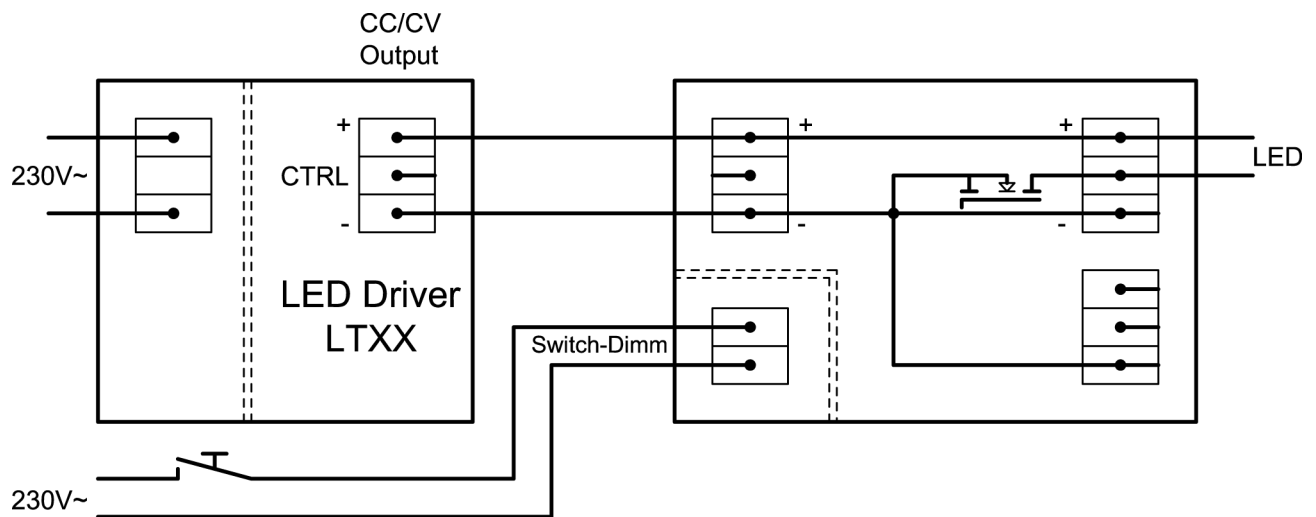 CC/CV
Output
+
+
+
230V~
CTRL
LED
-
-
-
LED Driver
LTXX
Switch-Dimm
230V~